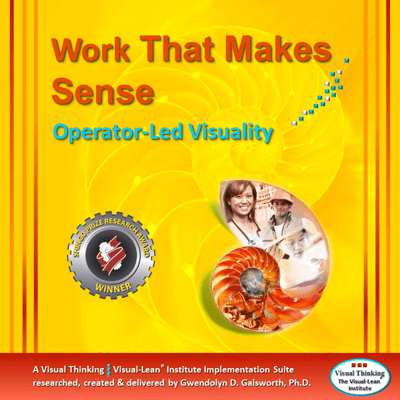 Work That Makes
Sense
Operator-Led Visuality
SHINGO PRIZE RESEARCH AWARD
WINNER
A Visual Thinking Visual-Lean® Institute Implementation Suite
researched, created & delivered by Gwendolyn D. Galsworth, Ph.D.
Visual Thinking
The Visual-Lean®
Institute